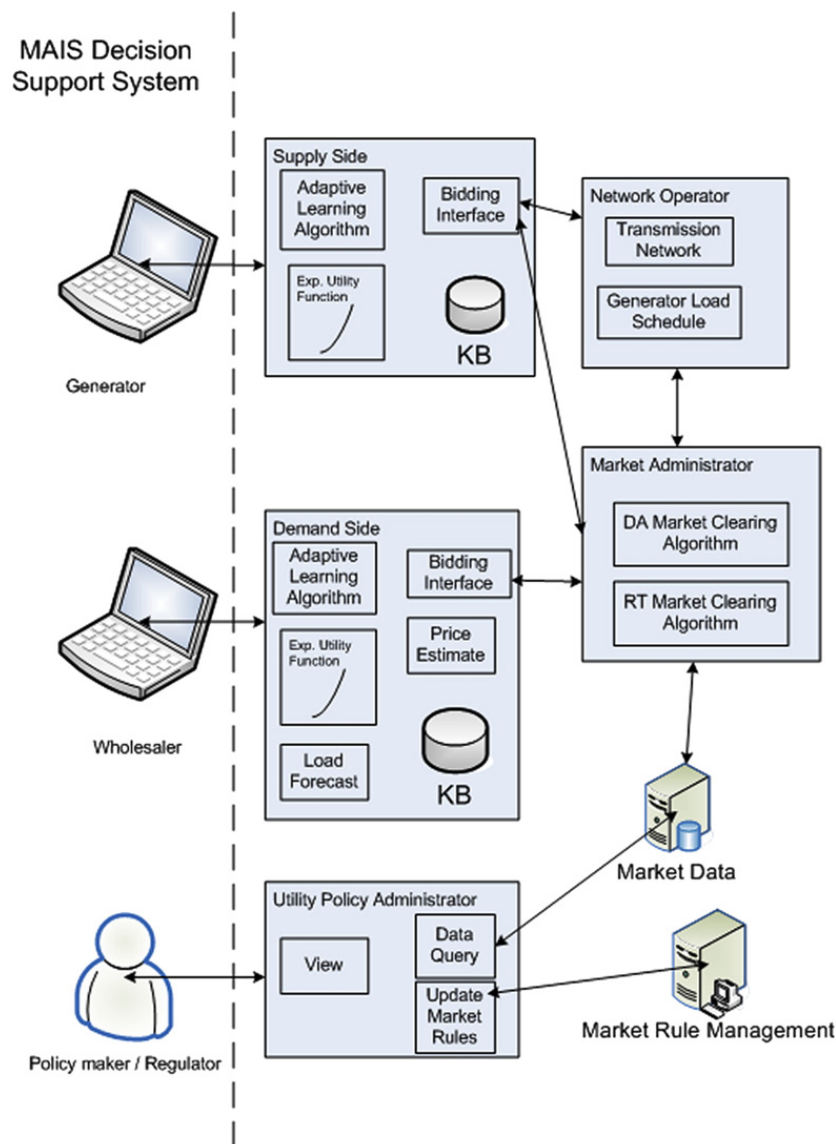 MAIS Decision
Support System
Supply Side
Adaptive
Learning
Algorithm
Bidding
Interface
Exp. Utility
Function
KB
Generator
Network Operator
Transmission
Network
Generator Load
Schedule
Market Administrator
DA Market Clearing
Algorithm
RT Market Clearing
Algorithm
Demand Side
Adaptive
Learning
Algorithm
Bidding
Interface
Exp. Utility
Function
Price
Estimate
Load
Forecast
KB
Wholesaler
Market Data
Utility Policy Administrator
View
Data
Query
Update
Market
Rules
Market Rule Management
Policy maker / Regulator